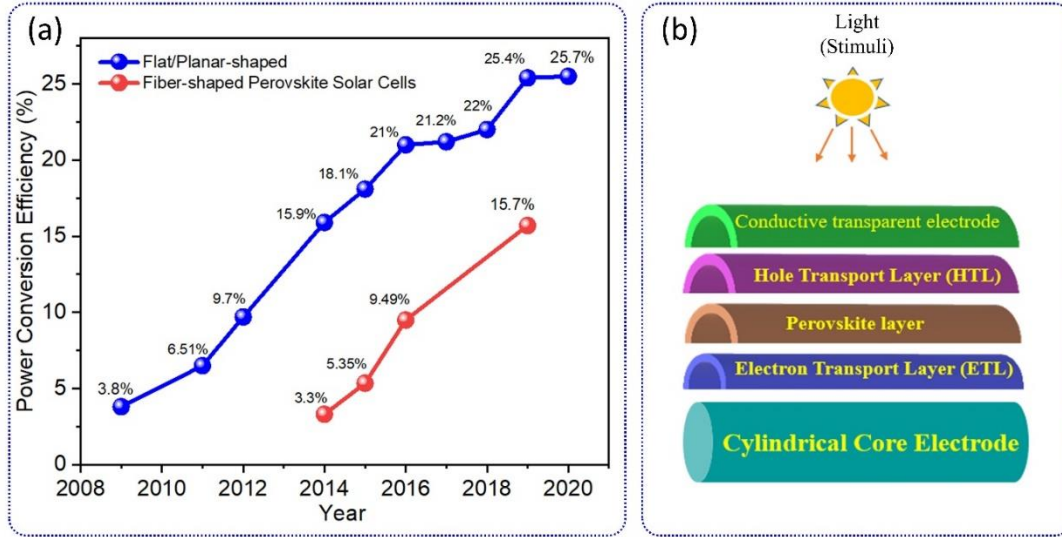 (a)
Flat/Planar-shaped
Fiber-shaped Perovskite Solar Cells
Power Conversion Efficiency (%)
25
20
15
10
5
0
3.8%
6.51%
9.7%
15.9%
18.1%
21%
21.2%
22%
25.4%
25.7%
3.3%
5.35%
9.49%
15.7%
2008
2010
2012
2014
2016
2018
2020
Year
(b)
Light
(Stimuli)
Conductive transparent electrode
Hole Transport Layer (HTL)
Perovskite layer
Electron Transport Layer (ETL)
Cylindrical Core Electrode